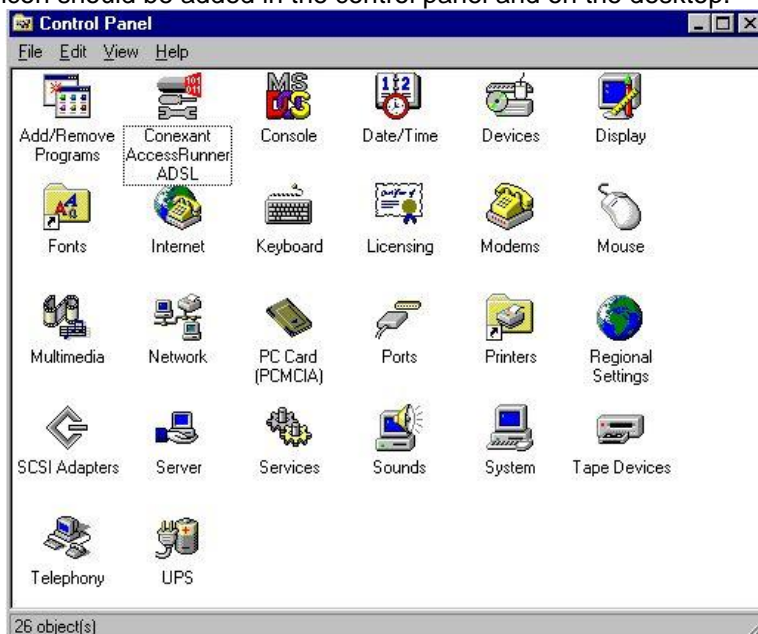 icon should be added in the control panel and on the desktop.
Control Panel
File Edit View Help
Add/Remove Programs
Conexant AccessRunner ADSL
Console
Date/Time
Devices
Display
Fonts
Internet
Keyboard
Licensing
Modems
Mouse
Multimedia
Network
PC Card (PCMCIA)
Ports
Printers
Regional Settings
SCSI Adapters
Server
Services
Sounds
System
Tape Devices
Telephony
UPS
26 object(s)